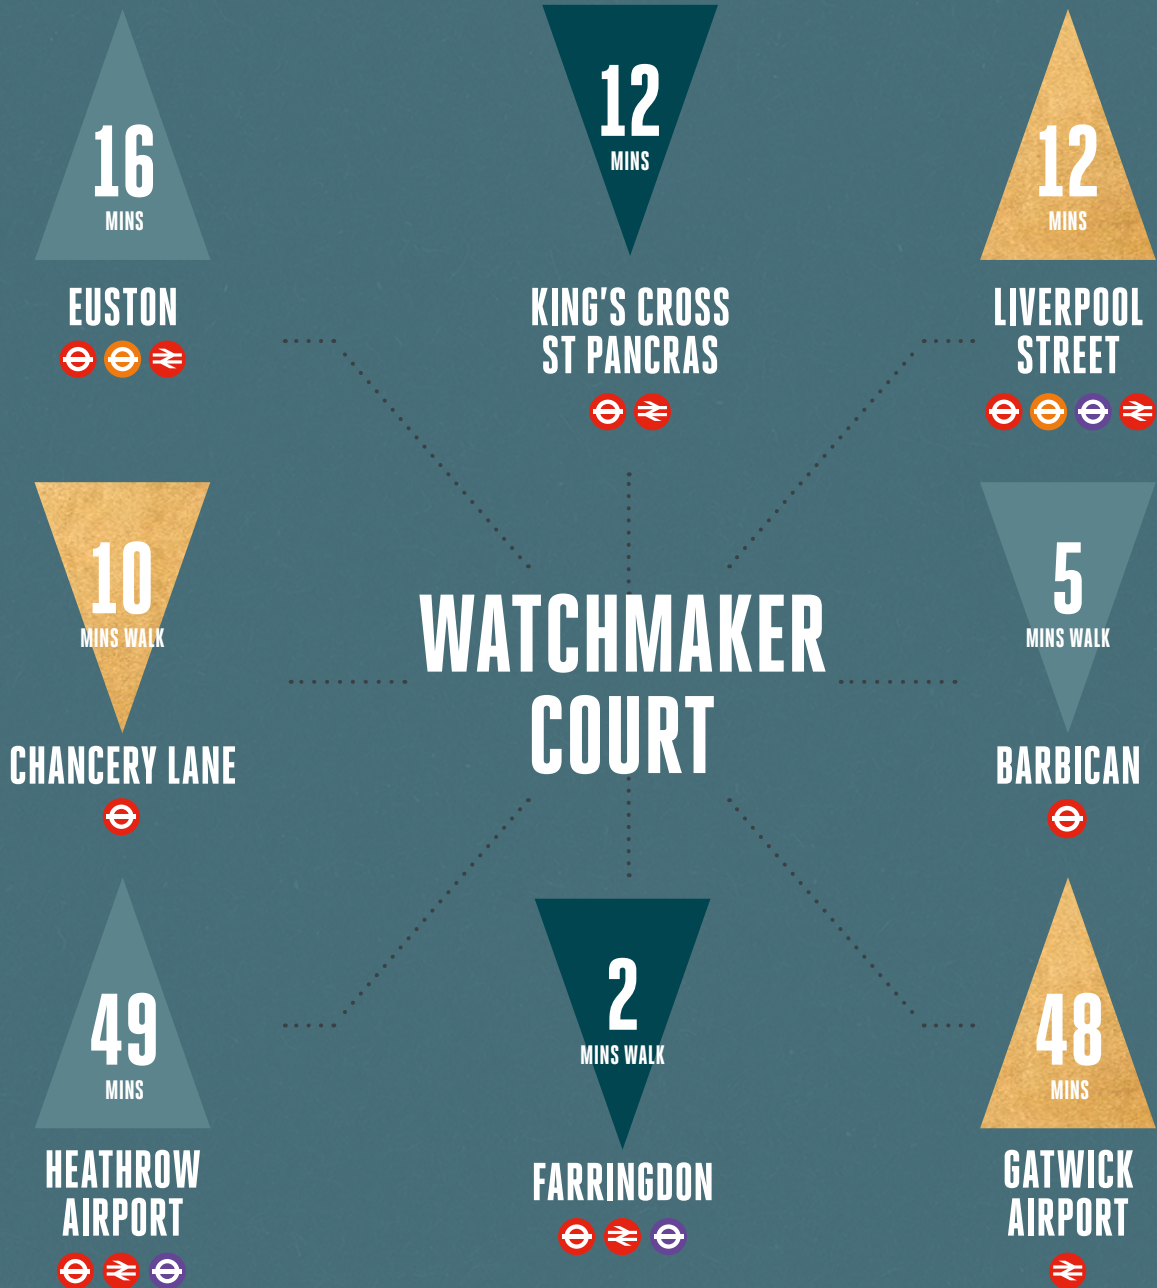 16
MINS
EUSTON
12
MINS
KING'S CROSS
ST PANCRAS
12
MINS
LIVERPOOL
STREET
10
MINS WALK
CHANCERY LANE
WATCHMAKER
COURT
5
MINS WALK
BARBICAN
49
MINS
HEATHROW
AIRPORT
2
MINS WALK
FARRINGDON
48
MINS
GATWICK
AIRPORT